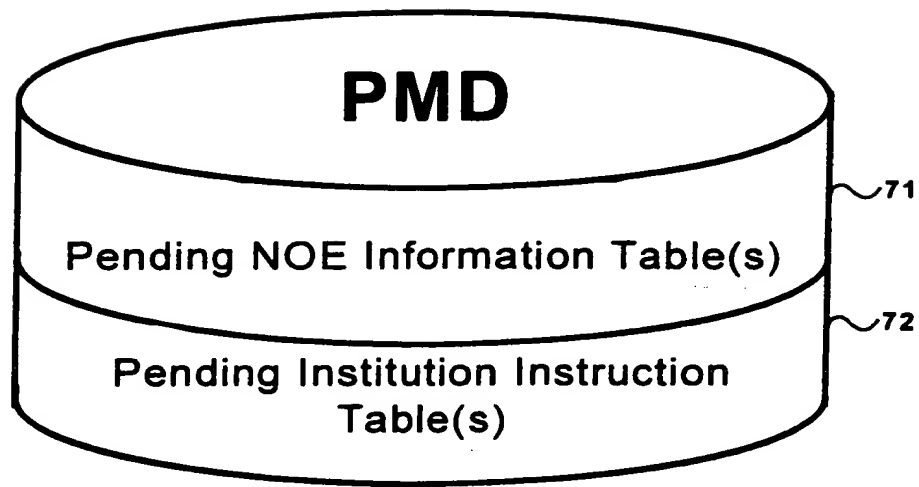 PMD
71
Pending NOE Information Table(s)
72
Pending Institution Instruction
Table(s)